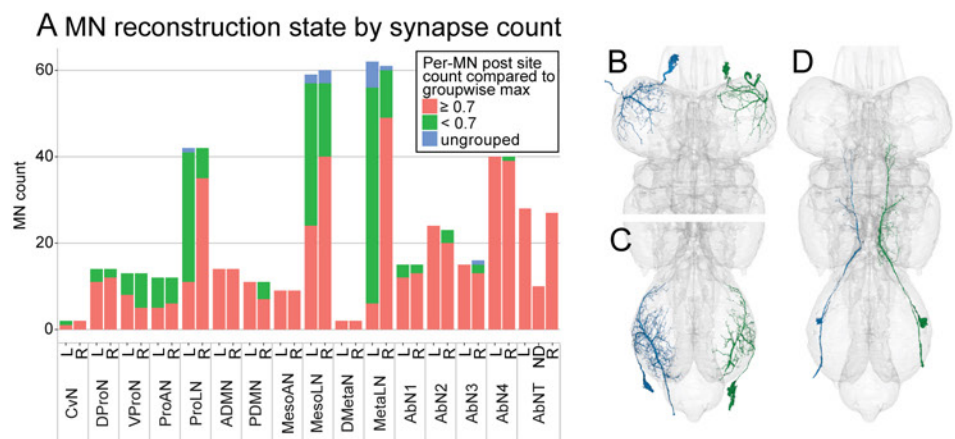 A MN reconstruction state by synapse count
MN count
60
40
20
0
Per-MN post site
count compared to
groupwise max
≥ 0.7
< 0.7
ungrouped
L R L R L R L R L R L R L R L R L R L R L R L R L R L R L R L ND R
CvN
DProN
VProN
ProAN
ProLN
ADMN
PDMN
MesoAN
MesoLN
DMetaN
MetaLN
AbN1
AbN2
AbN3
AbN4
AbNT
B
C
D